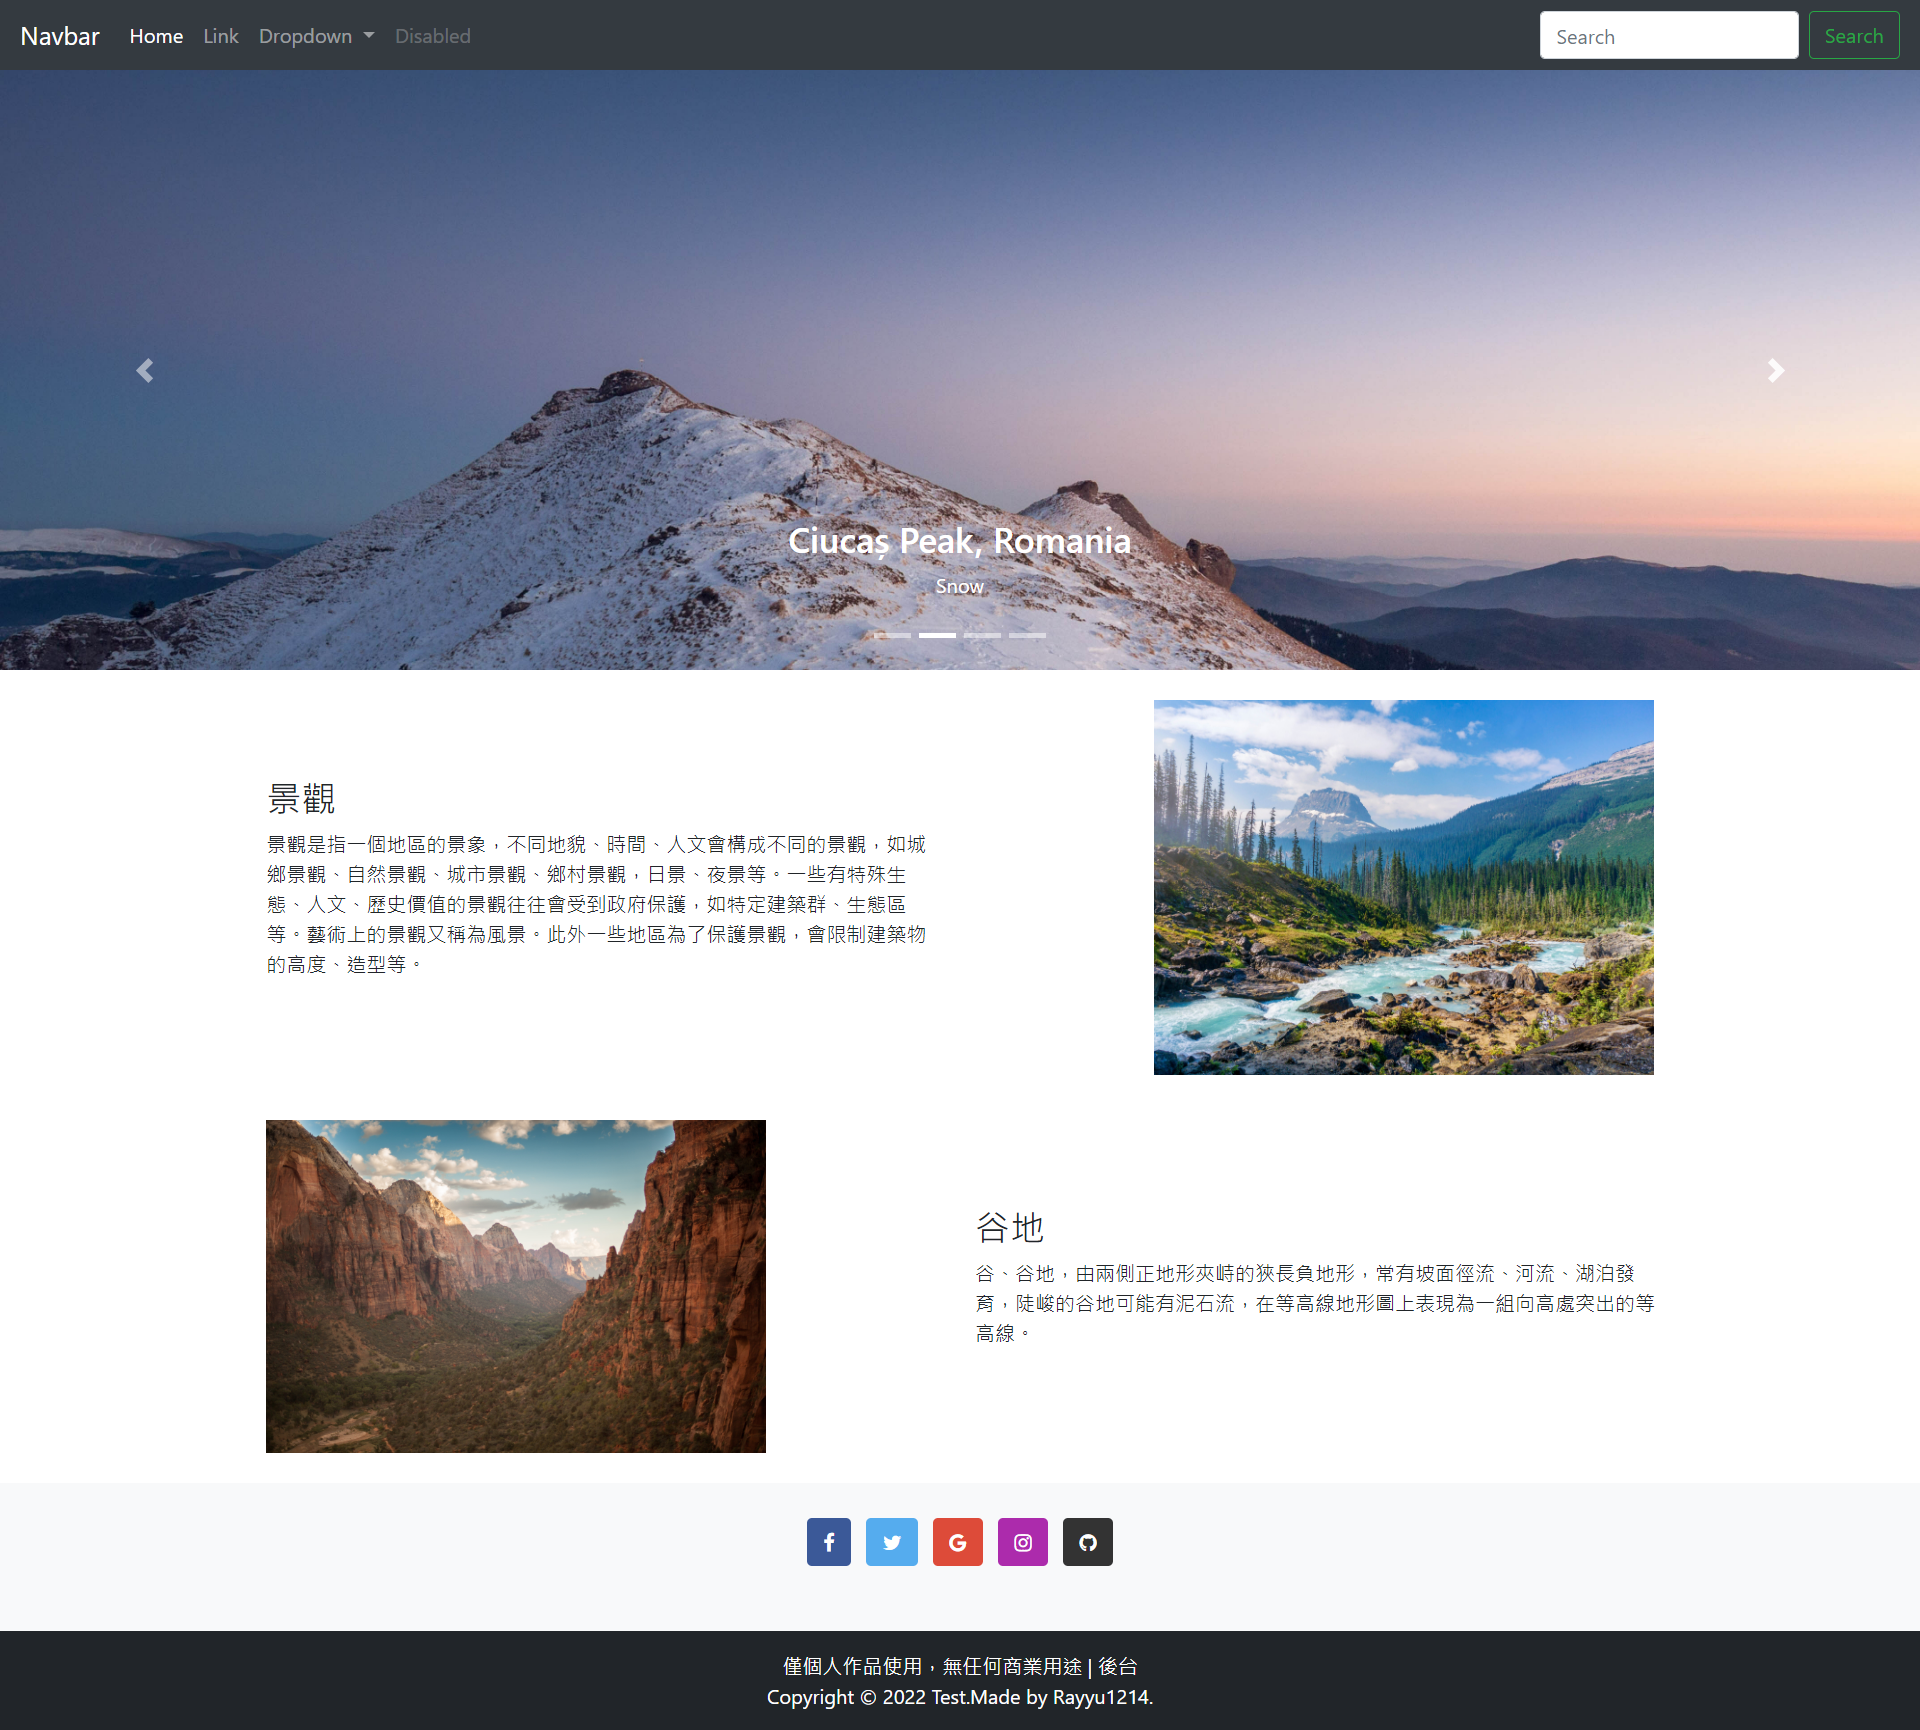 Navbar Home Link Dropdown Disabled Search Search
Ciucaș Peak, Romania
Snow
景觀
景觀是指一個地區的景象，不同地貌、時間、人文會構成不同的景觀，如城
鄉景觀、自然景觀、城市景觀、鄉村景觀，日景、夜景等。一些有特殊生
態、人文、歷史價值的景觀往往會受到政府保護，如特定建築群、生態區
等。藝術上的景觀又稱為風景。此外一些地區為了保護景觀，會限制建築物
的高度、造型等。
谷地
谷、谷地，由兩側正地形夾峙的狹長負地形，常有坡面徑流、河流、湖泊發
育，陡峻的谷地可能有泥石流，在等高線地形圖上表現為一組向高處突出的等
高線。
僅個人作品使用，無任何商業用途 | 後台
Copyright © 2022 Test.Made by Rayyu1214.